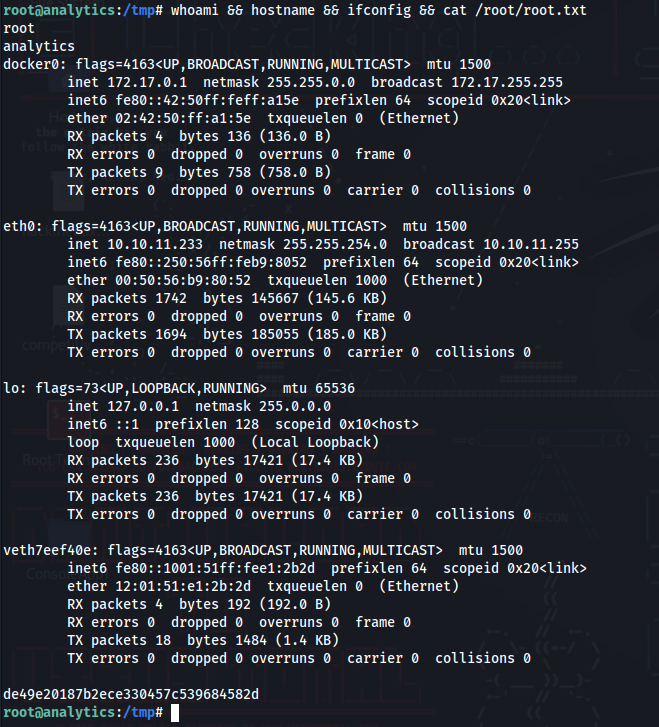 root@analytics:/tmp# whoami && hostname && ifconfig && cat /root/root.txt
root
analytics
docker0: flags=4163<UP,BROADCAST,RUNNING,MULTICAST>  mtu 1500
        inet 172.17.0.1  netmask 255.255.0.0  broadcast 172.17.255.255
        inet6 fe80::42:50ff:feff:a15e  prefixlen 64  scopeid 0x20<link>
        ether 02:42:50:ff:a1:5e  txqueuelen 0  (Ethernet)
        RX packets 4  bytes 136 (136.0 B)
        RX errors 0  dropped 0  overruns 0  frame 0
        TX packets 9  bytes 758 (758.0 B)
        TX errors 0  dropped 0 overruns 0  carrier 0  collisions 0

eth0: flags=4163<UP,BROADCAST,RUNNING,MULTICAST>  mtu 1500
        inet 10.10.11.233  netmask 255.255.254.0  broadcast 10.10.11.255
        inet6 fe80::250:56ff:feb9:8052  prefixlen 64  scopeid 0x20<link>
        ether 00:50:56:b9:80:52  txqueuelen 1000  (Ethernet)
        RX packets 1742  bytes 145667 (145.6 KB)
        RX errors 0  dropped 0  overruns 0  frame 0
        TX packets 1694  bytes 185055 (185.0 KB)
        TX errors 0  dropped 0 overruns 0  carrier 0  collisions 0

lo: flags=73<UP,LOOPBACK,RUNNING>  mtu 65536
        inet 127.0.0.1  netmask 255.0.0.0
        inet6 ::1  prefixlen 128  scopeid 0x10<host>
        loop  txqueuelen 1000  (Local Loopback)
        RX packets 236  bytes 17421 (17.4 KB)
        RX errors 0  dropped 0  overruns 0  frame 0
        TX packets 236  bytes 17421 (17.4 KB)
        TX errors 0  dropped 0 overruns 0  carrier 0  collisions 0

veth7eef40e: flags=4163<UP,BROADCAST,RUNNING,MULTICAST>  mtu 1500
        inet6 fe80::1001:51ff:fee1:2b2d  prefixlen 64  scopeid 0x20<link>
        ether 12:01:51:e1:2b:2d  txqueuelen 0  (Ethernet)
        RX packets 4  bytes 192 (192.0 B)
        RX errors 0  dropped 0  overruns 0  frame 0
        TX packets 18  bytes 1484 (1.4 KB)
        TX errors 0  dropped 0 overruns 0  carrier 0  collisions 0

de49e20187b2ece330457c539684582d
root@analytics:/tmp#